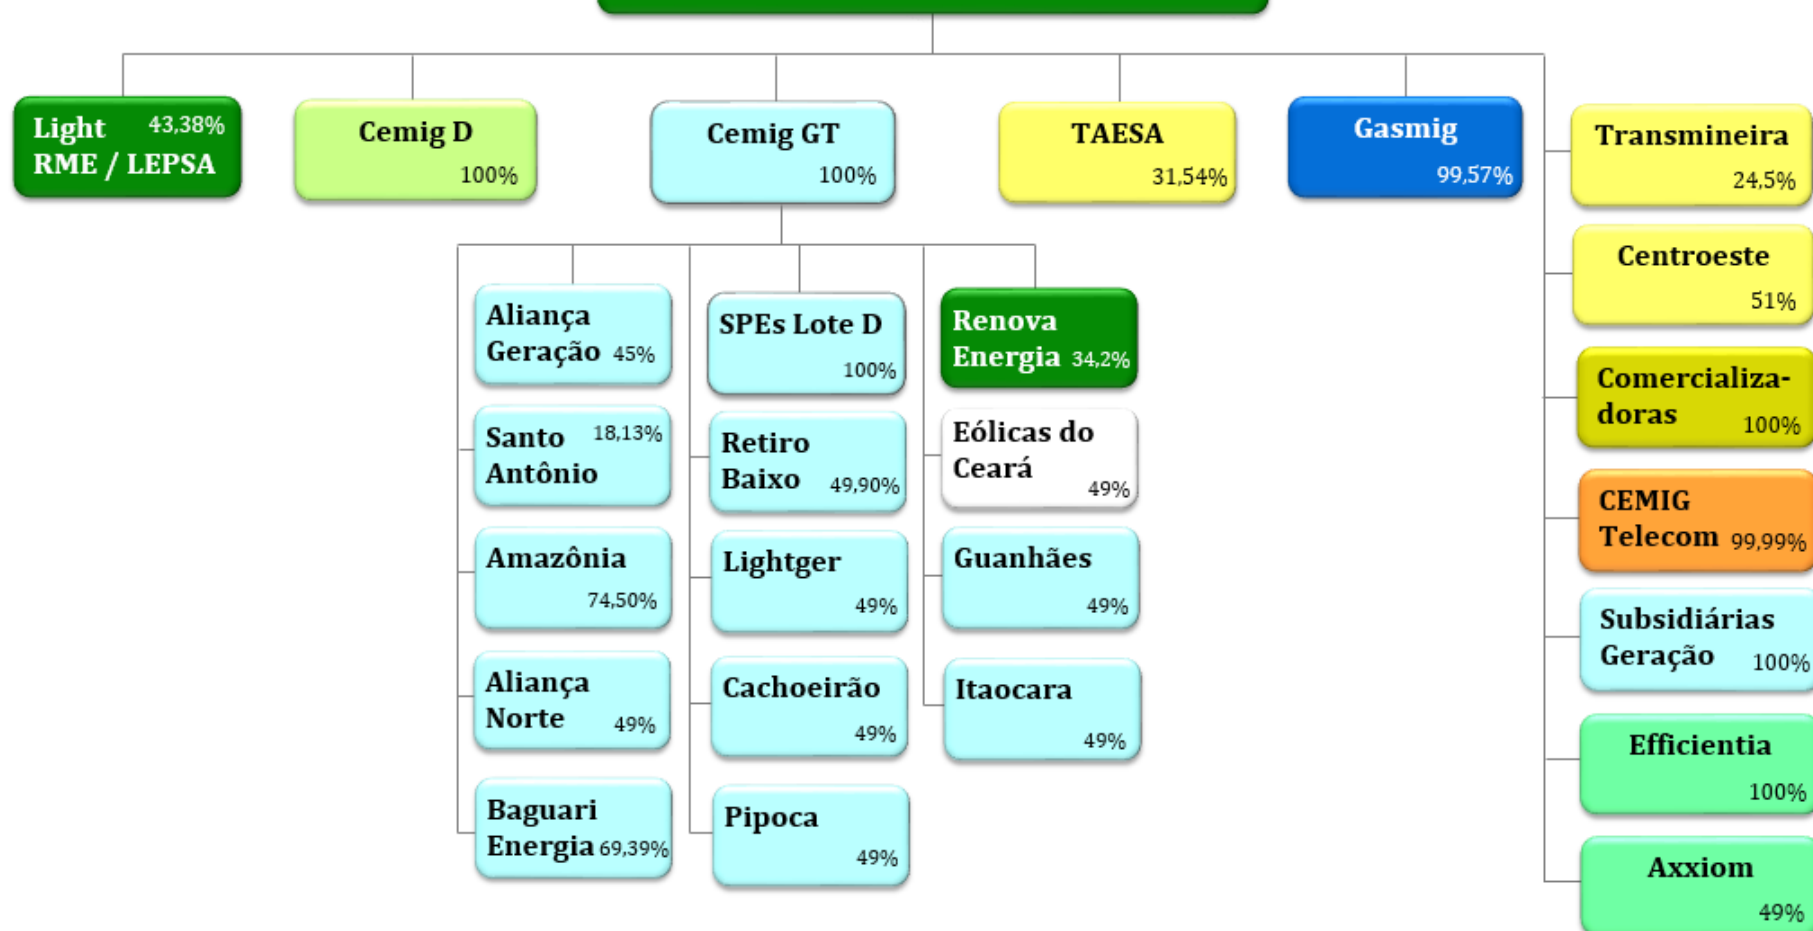 Light 43,38%
RME / LEPSA
Cemig D
100%
Cemig GT
100%
TAESA
31,54%
Gasmig
99,57%
Transmineira
24,5%
Centroeste
51%
Comercializa-
doras 100%
CEMIG
Telecom 99,99%
Subsidiárias
Geração 100%
Efficientia
100%
Axxiom
49%
Aliança
Geração 45%
Santo 18,13%
Antônio
Amazônia
74,50%
Aliança
Norte 49%
Baguari
Energia 69,39%
SPEs Lote D
100%
Retiro
Baixo 49,90%
Lightger
49%
Cachoeirão
49%
Pipoca
49%
Renova
Energia 34,2%
Eólicas do
Ceará
49%
Guanhães
49%
Itaocara
49%